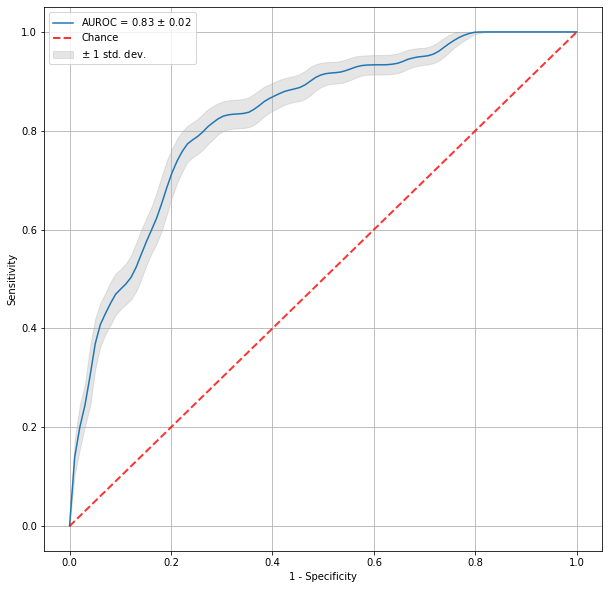 AUROC = 0.83 ± 0.02
Chance
± 1 std. dev.
1.0
0.8
0.6
0.4
0.2
0.0
Sensitivity
0.0 0.2 0.4 0.6 0.8 1.0
1 - Specificity